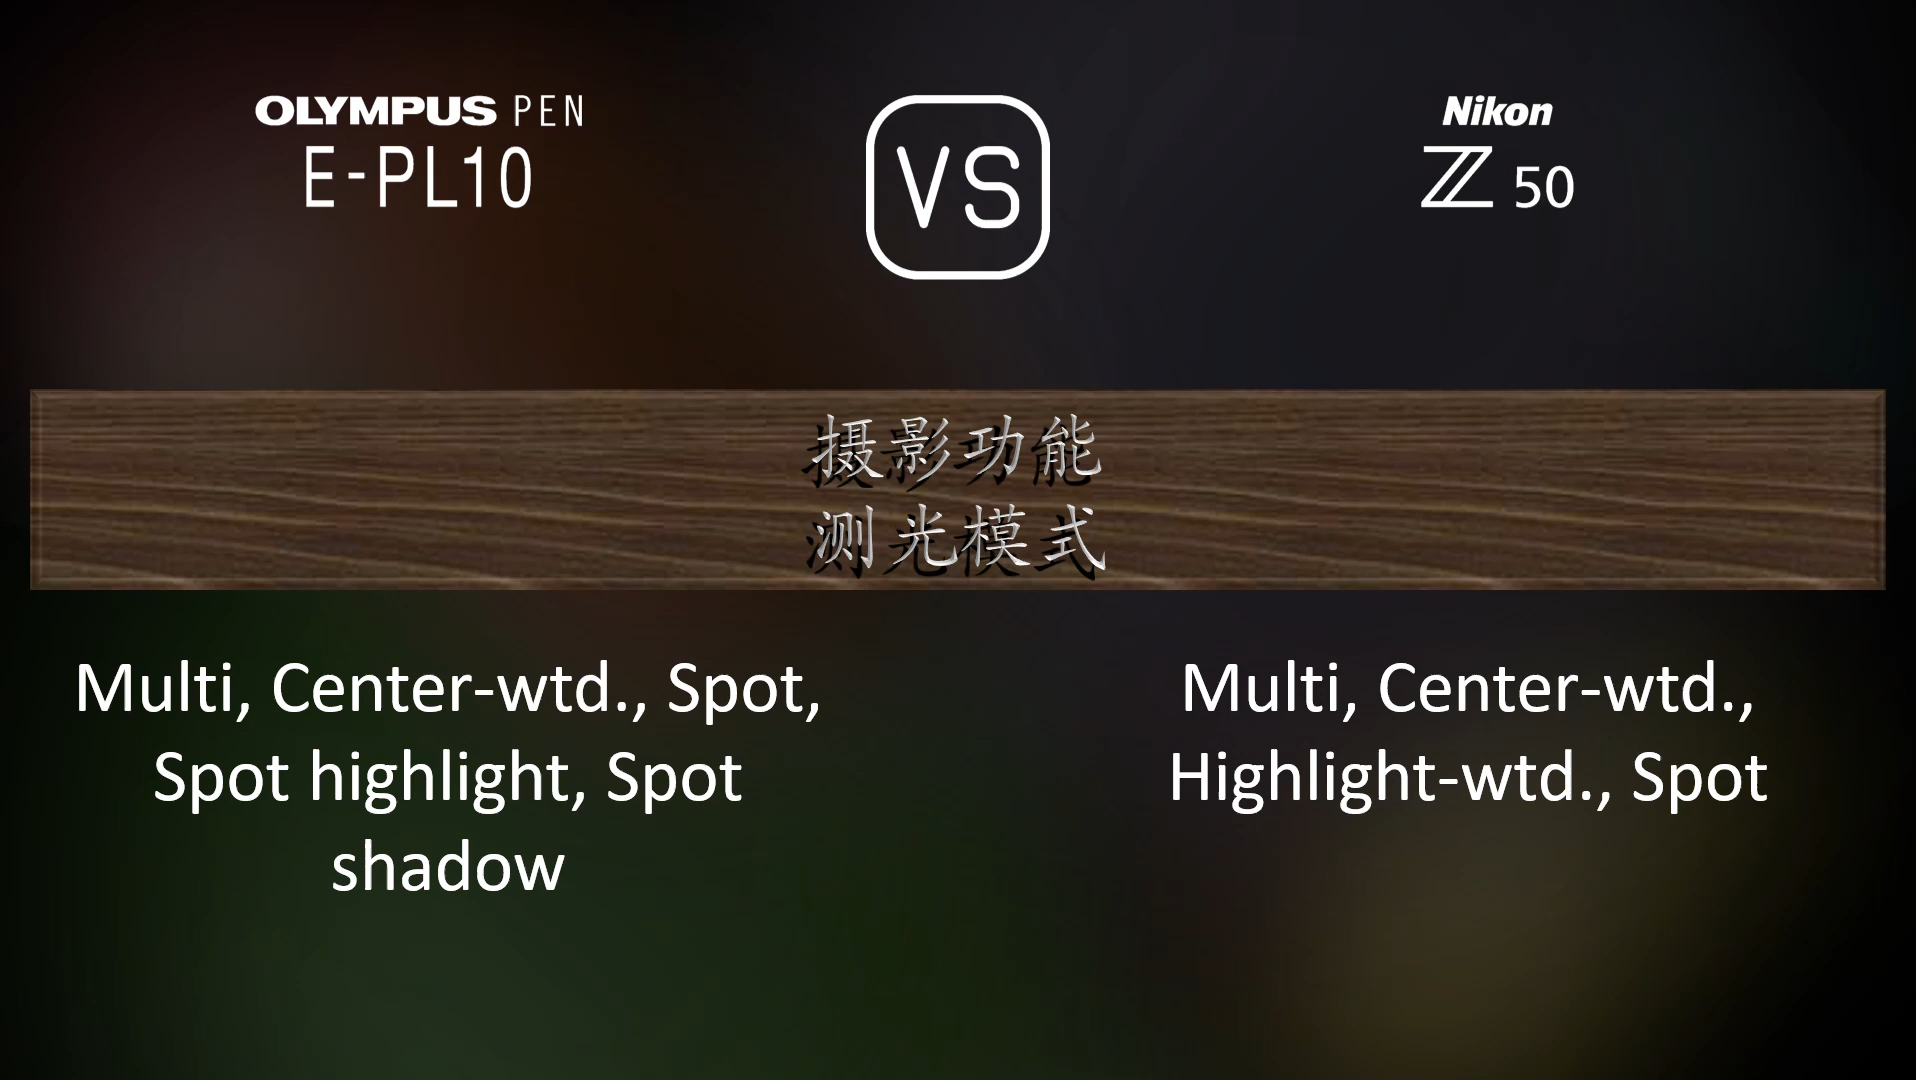 OLYMPUS PEN
E-PL10
VS
Nikon
Z 50
摄影功能
测光模式
Multi, Center-wtd., Spot,
Spot highlight, Spot
shadow
Multi, Center-wtd.,
Highlight-wtd., Spot